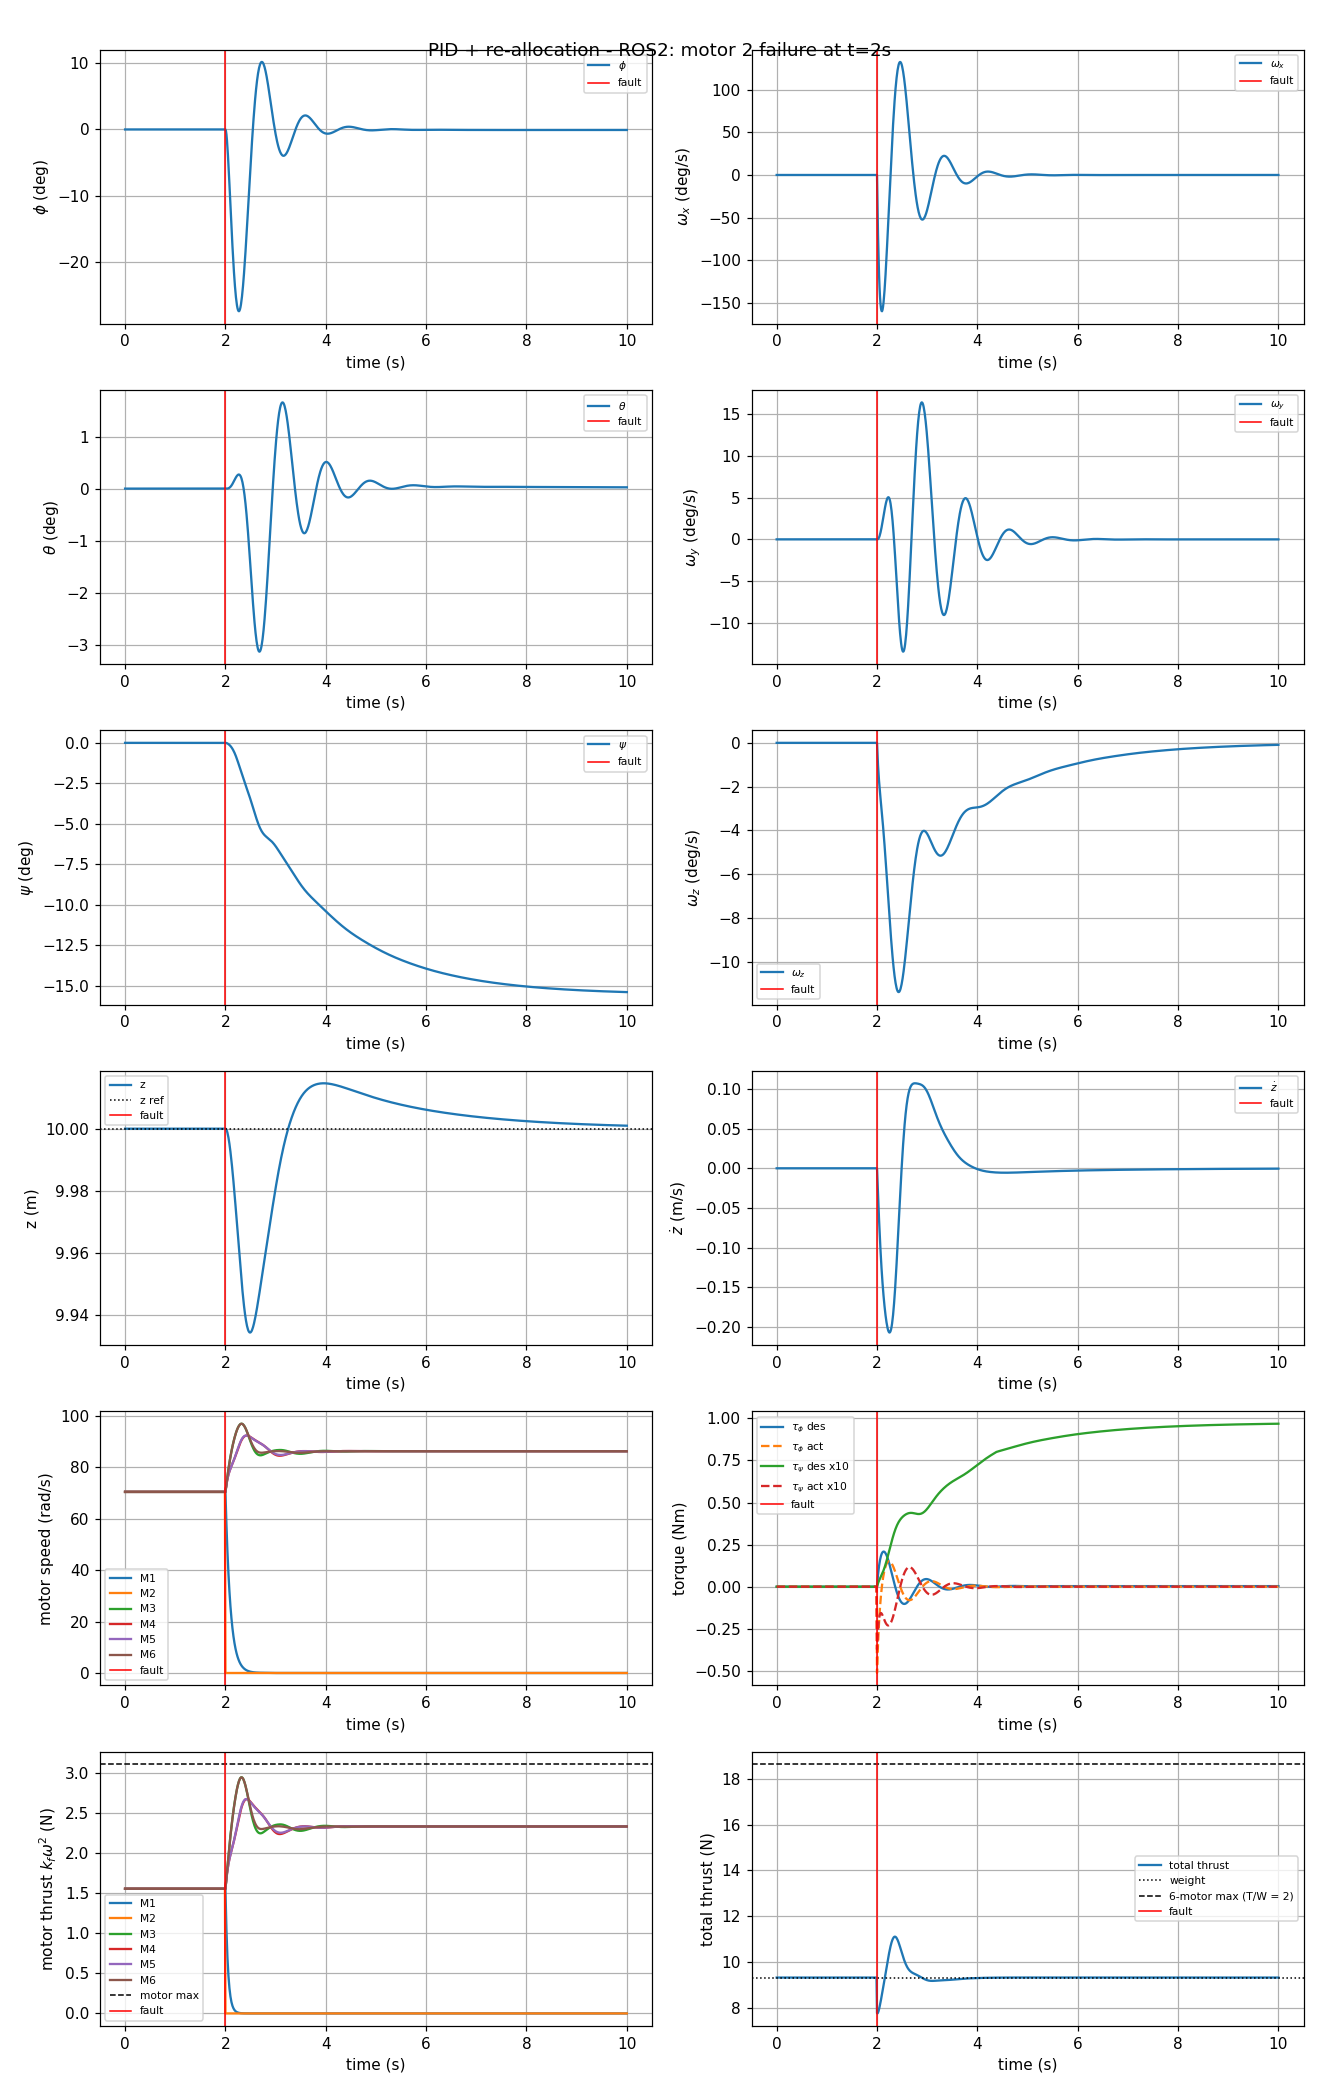 PID + re-allocation - ROS2: motor 2 failure at t=2s
10
0
−10
−20
ϕ (deg)
0 2 4 6 8 10
time (s)
ϕ
fault
100
50
0
−50
−100
−150
ωx (deg/s)
0 2 4 6 8 10
time (s)
ωx
fault
1
0
−1
−2
−3
θ (deg)
0 2 4 6 8 10
time (s)
θ
fault
15
10
5
0
−5
−10
ωy (deg/s)
0 2 4 6 8 10
time (s)
ωy
fault
0.0
−2.5
−5.0
−7.5
−10.0
−12.5
−15.0
ψ (deg)
0 2 4 6 8 10
time (s)
ψ
fault
0
−2
−4
−6
−8
−10
ωz (deg/s)
0 2 4 6 8 10
time (s)
ωz
fault
10.00
9.98
9.96
9.94
z (m)
0 2 4 6 8 10
time (s)
z
z ref
fault
0.10
0.05
0.00
−0.05
−0.10
−0.15
−0.20
ż (m/s)
0 2 4 6 8 10
time (s)
ż
fault
100
80
60
40
20
0
motor speed (rad/s)
0 2 4 6 8 10
time (s)
M1
M2
M3
M4
M5
M6
fault
1.00
0.75
0.50
0.25
0.00
−0.25
−0.50
torque (Nm)
0 2 4 6 8 10
time (s)
τΦ des
τΦ act
τΨ des x10
τΨ act x10
fault
3.0
2.5
2.0
1.5
1.0
0.5
0.0
motor thrust kfω² (N)
0 2 4 6 8 10
time (s)
M1
M2
M3
M4
M5
M6
motor max
fault
18
16
14
12
10
8
total thrust (N)
0 2 4 6 8 10
time (s)
total thrust
weight
6-motor max (T/W = 2)
fault